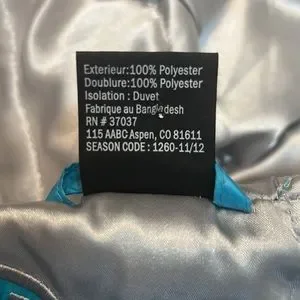 Exterieur:100% Polyester
Doublure:100% Polyester
Isolation : Duvet
Fabrique au Bangladesh
RN # 37037
115 AABC Aspen, CO 81611
SEASON CODE : 1260-11/12